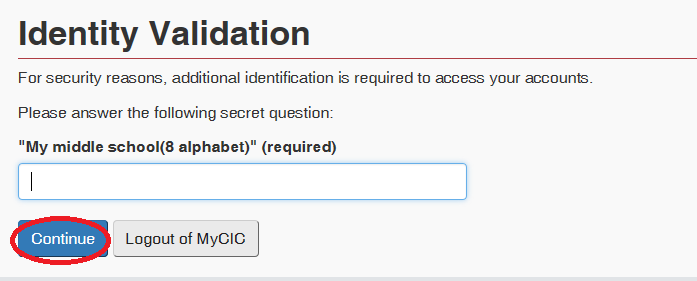 Identity Validation
For security reasons, additional identification is required to access your accounts.
Please answer the following secret question:
"My middle school(8 alphabet)" (required)
Continue Logout of MyCIC